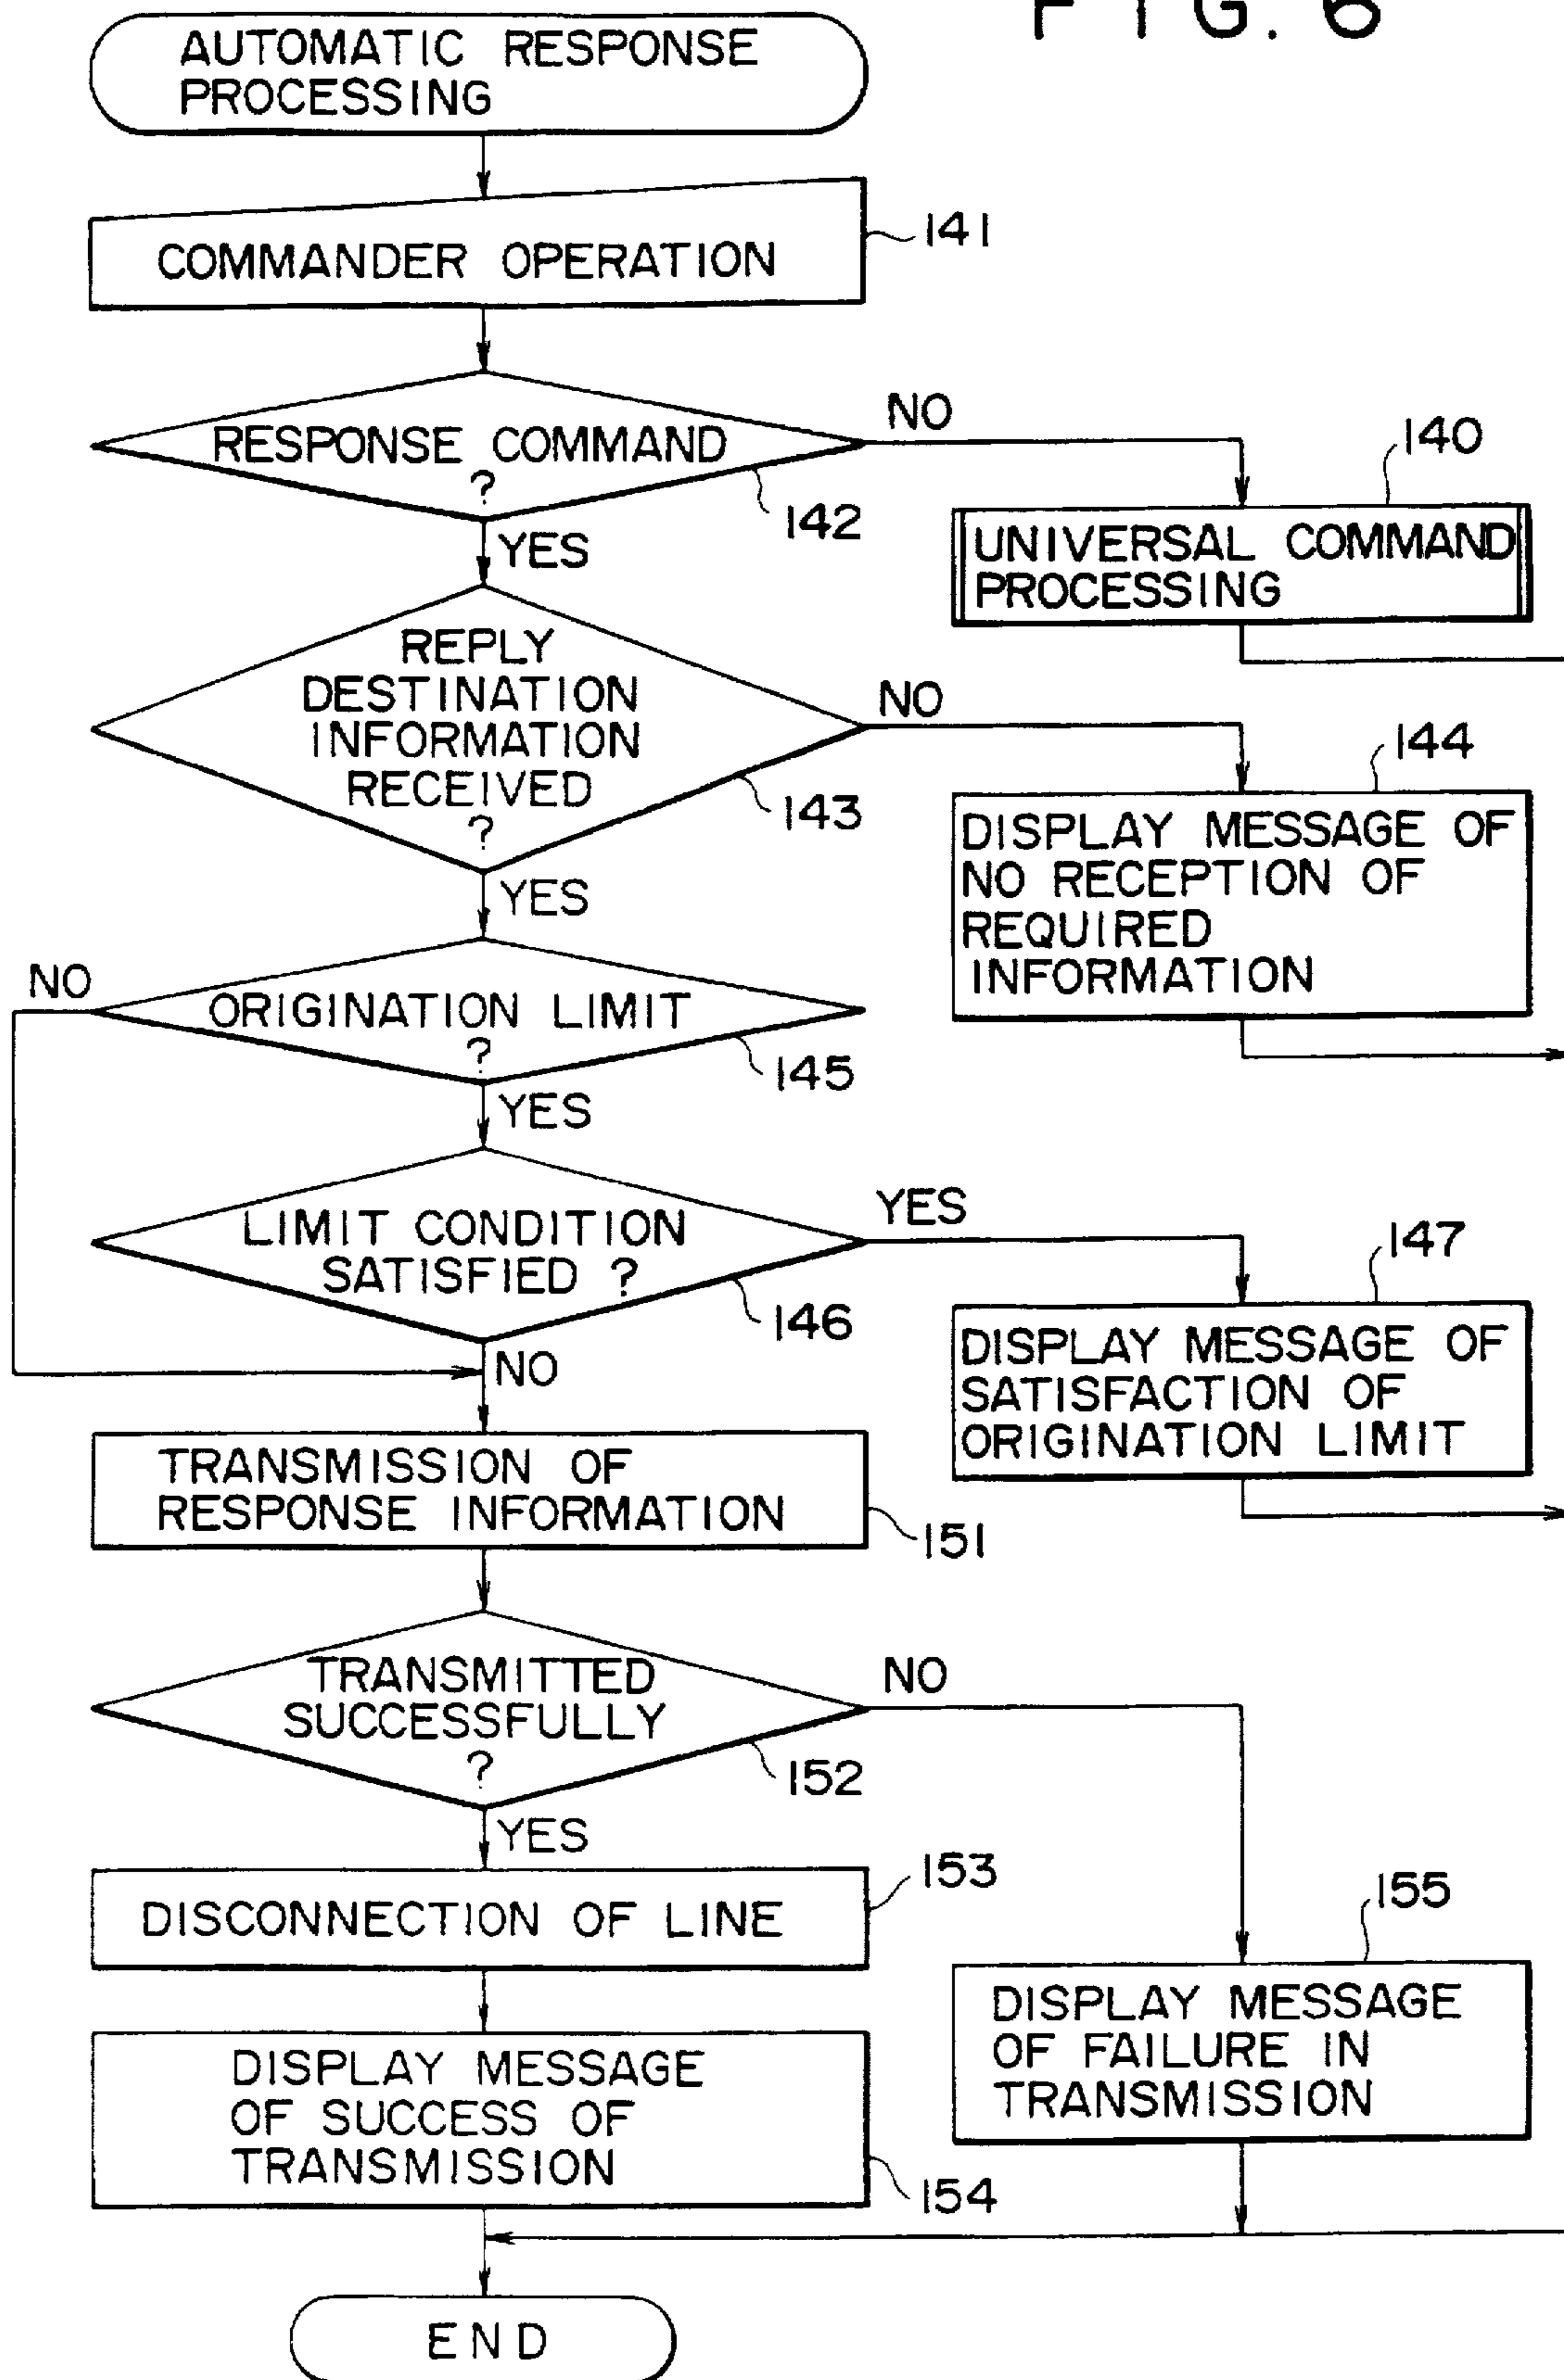 FIG. 6
AUTOMATIC RESPONSE
PROCESSING
COMMANDER OPERATION
141
RESPONSE COMMAND
?
142
NO
YES
140
UNIVERSAL COMMAND
PROCESSING
REPLY
DESTINATION
INFORMATION
RECEIVED
?
143
NO
YES
144
DISPLAY MESSAGE OF
NO RECEPTION OF
REQUIRED
INFORMATION
NO
ORIGINATION LIMIT
?
145
YES
LIMIT CONDITION
SATISFIED ?
146
YES
NO
147
DISPLAY MESSAGE OF
SATISFACTION OF
ORIGINATION LIMIT
TRANSMISSION OF
RESPONSE INFORMATION
151
TRANSMITTED
SUCCESSFULLY
?
152
NO
YES
DISCONNECTION OF LINE
153
155
DISPLAY MESSAGE
OF FAILURE IN
TRANSMISSION
DISPLAY MESSAGE
OF SUCCESS OF
TRANSMISSION
154
END